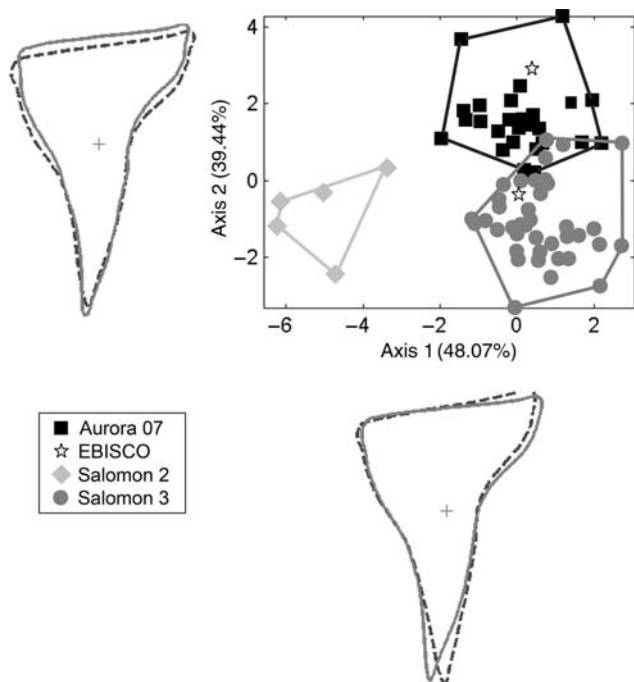 4
2
0
−2
Axis 2 (39.44%)
−6 −4 −2 0 2
Axis 1 (48.07%)
Aurora 07
EBISCO
Salomon 2
Salomon 3